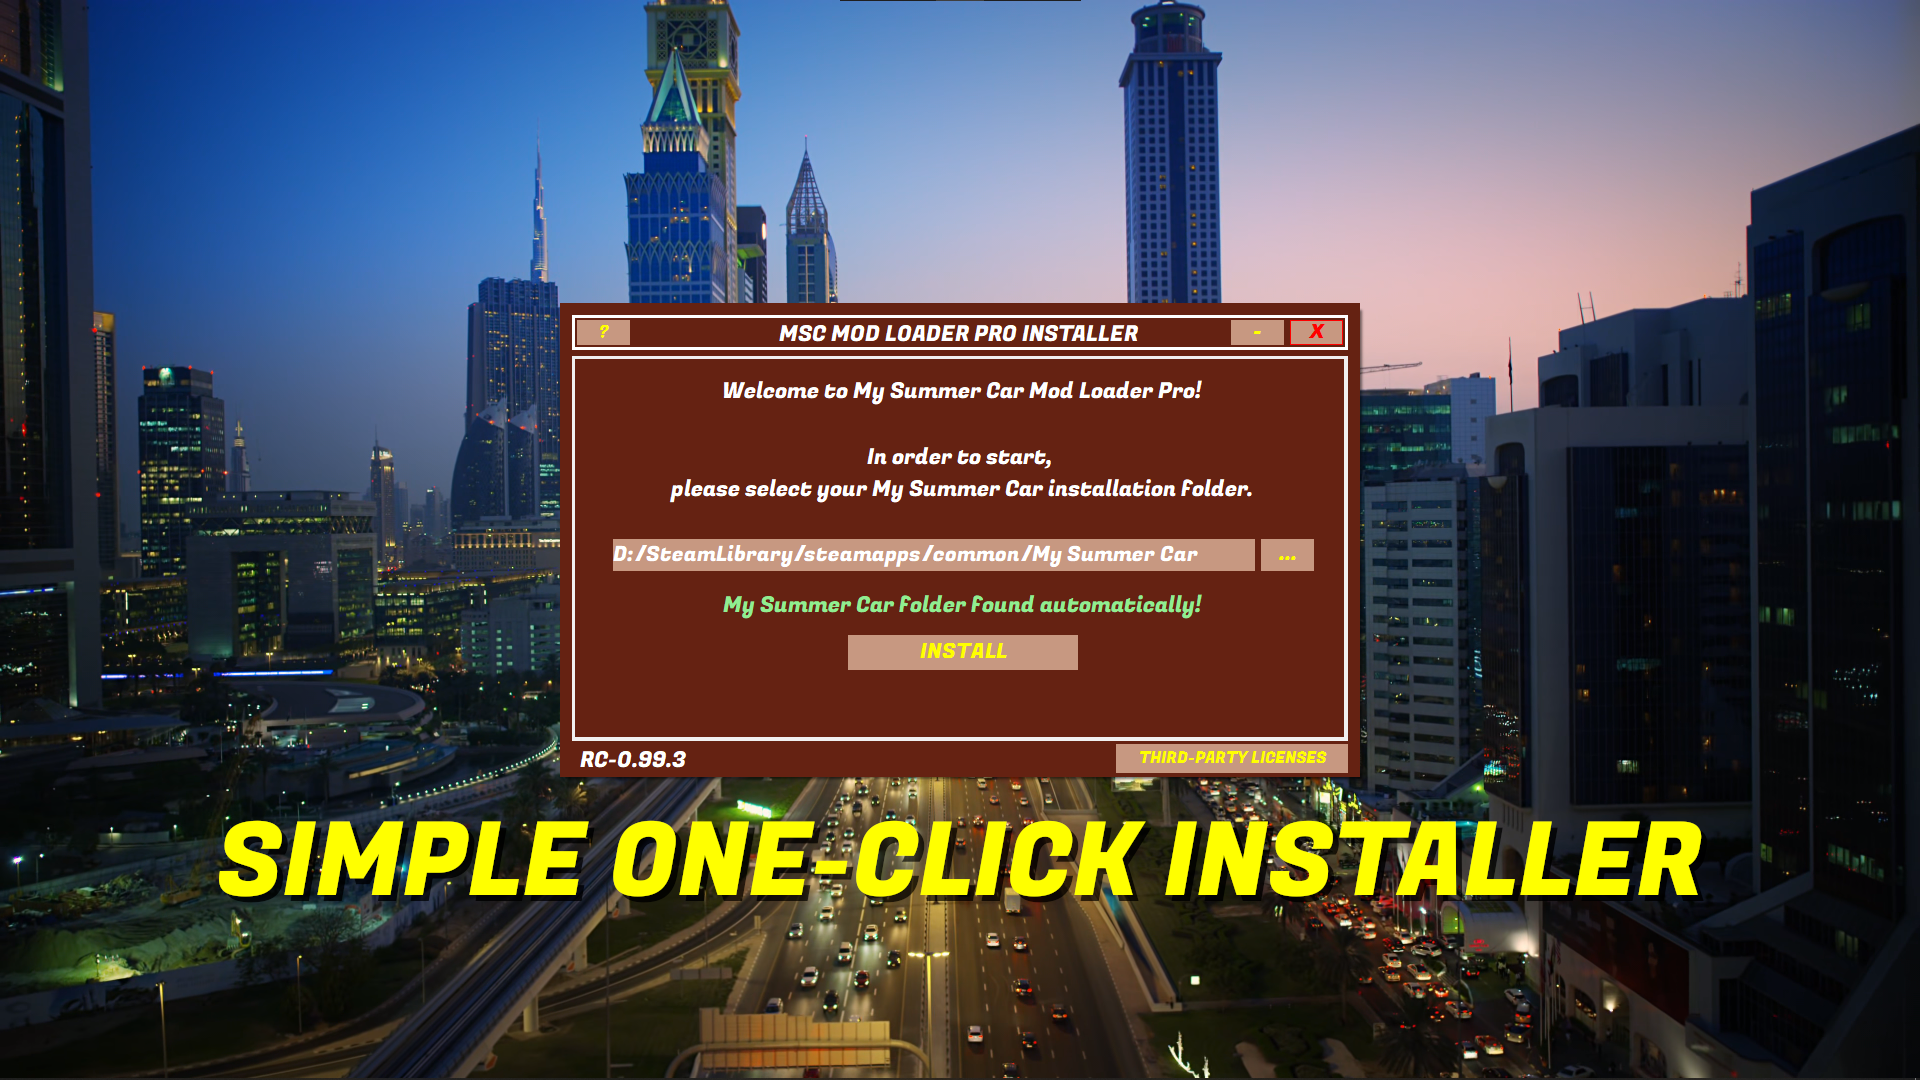 ?
MSC MOD LOADER PRO INSTALLER
-
X
Welcome to My Summer Car Mod Loader Pro!
In order to start,
please select your My Summer Car installation folder.
D:/SteamLibrary/steamapps/common/My Summer Car
...
My Summer Car folder found automatically!
INSTALL
RC-0.99.3
THIRD-PARTY LICENSES
SIMPLE ONE-CLICK INSTALLER